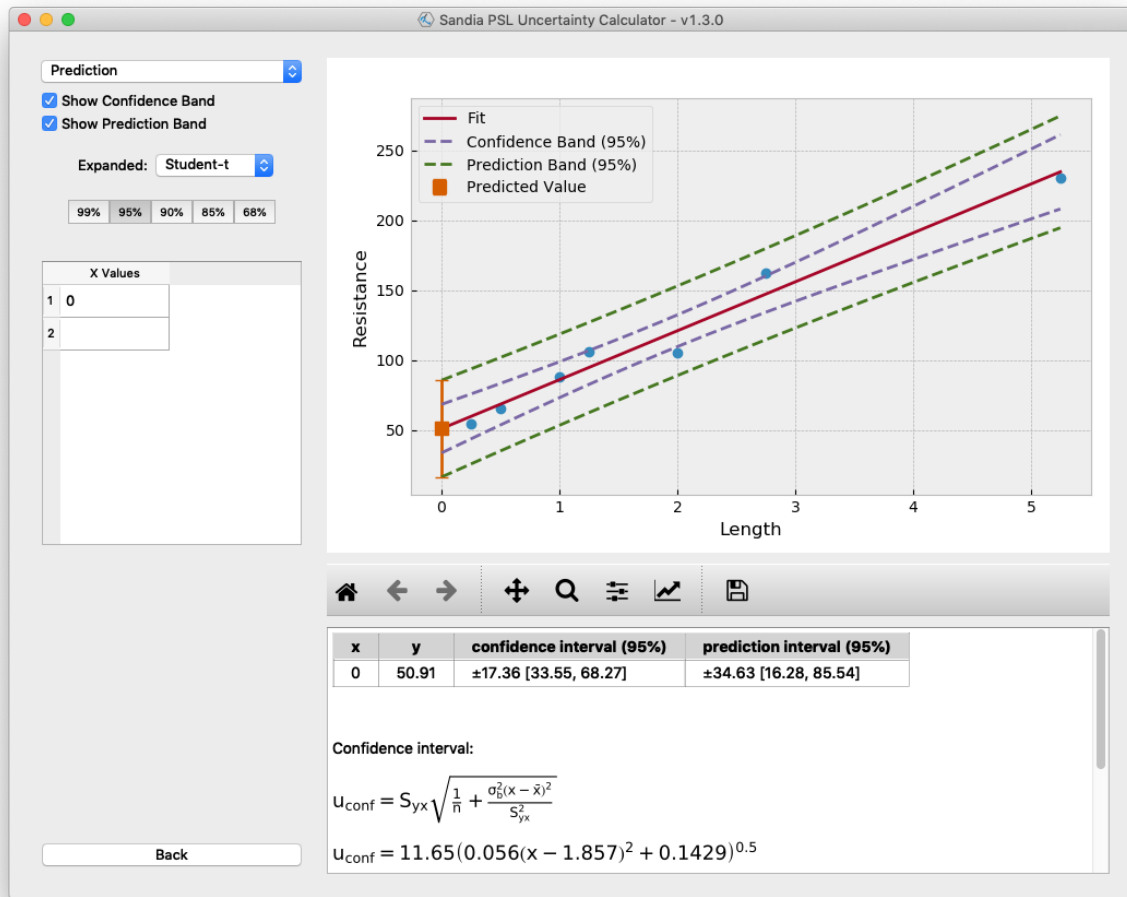 Sandia PSL Uncertainty Calculator - v1.3.0
Prediction
Show Confidence Band
Show Prediction Band
Expanded: Student-t
99% 95% 90% 85% 68%
X Values
1 0
2
Back
Fit
Confidence Band (95%)
Prediction Band (95%)
Predicted Value
Resistance
250
200
150
100
50
0 1 2 3 4 5
Length
x y confidence interval (95%) prediction interval (95%)
0 50.91 ±17.36 [33.55, 68.27] ±34.63 [16.28, 85.54]
Confidence interval:
u_conf = S_yx √(1/n + σ_b²(x − x̄)²/S_yx²)
u_conf = 11.65(0.056(x − 1.857)² + 0.1429)^0.5